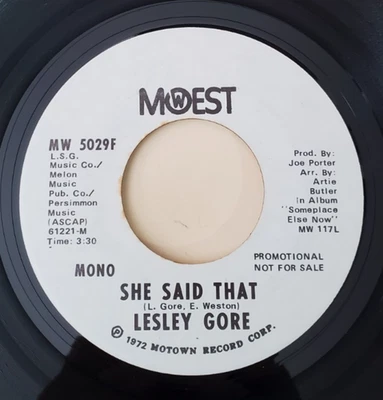 MOWEST
MW 5029F
L.S.G.
Music Co./
Melon
Music
Pub. Co./
Persimmon
Music
(ASCAP)
61221-M
Time: 3:30
MONO
Prod. By:
Joe Porter
Arr. By:
Artie
Butler
In Album
"Someplace
Else Now"
MW 117L
PROMOTIONAL
NOT FOR SALE
SHE SAID THAT
(L. Gore, E. Weston)
LESLEY GORE
℗ 1972 MOTOWN RECORD CORP.